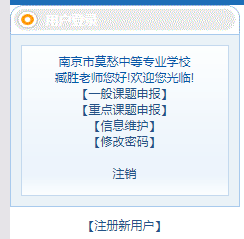 用户登录
南京市莫愁中等专业学校
臧胜老师您好!欢迎您光临!
【一般课题申报】
【重点课题申报】
【信息维护】
【修改密码】
注销
【注册新用户】